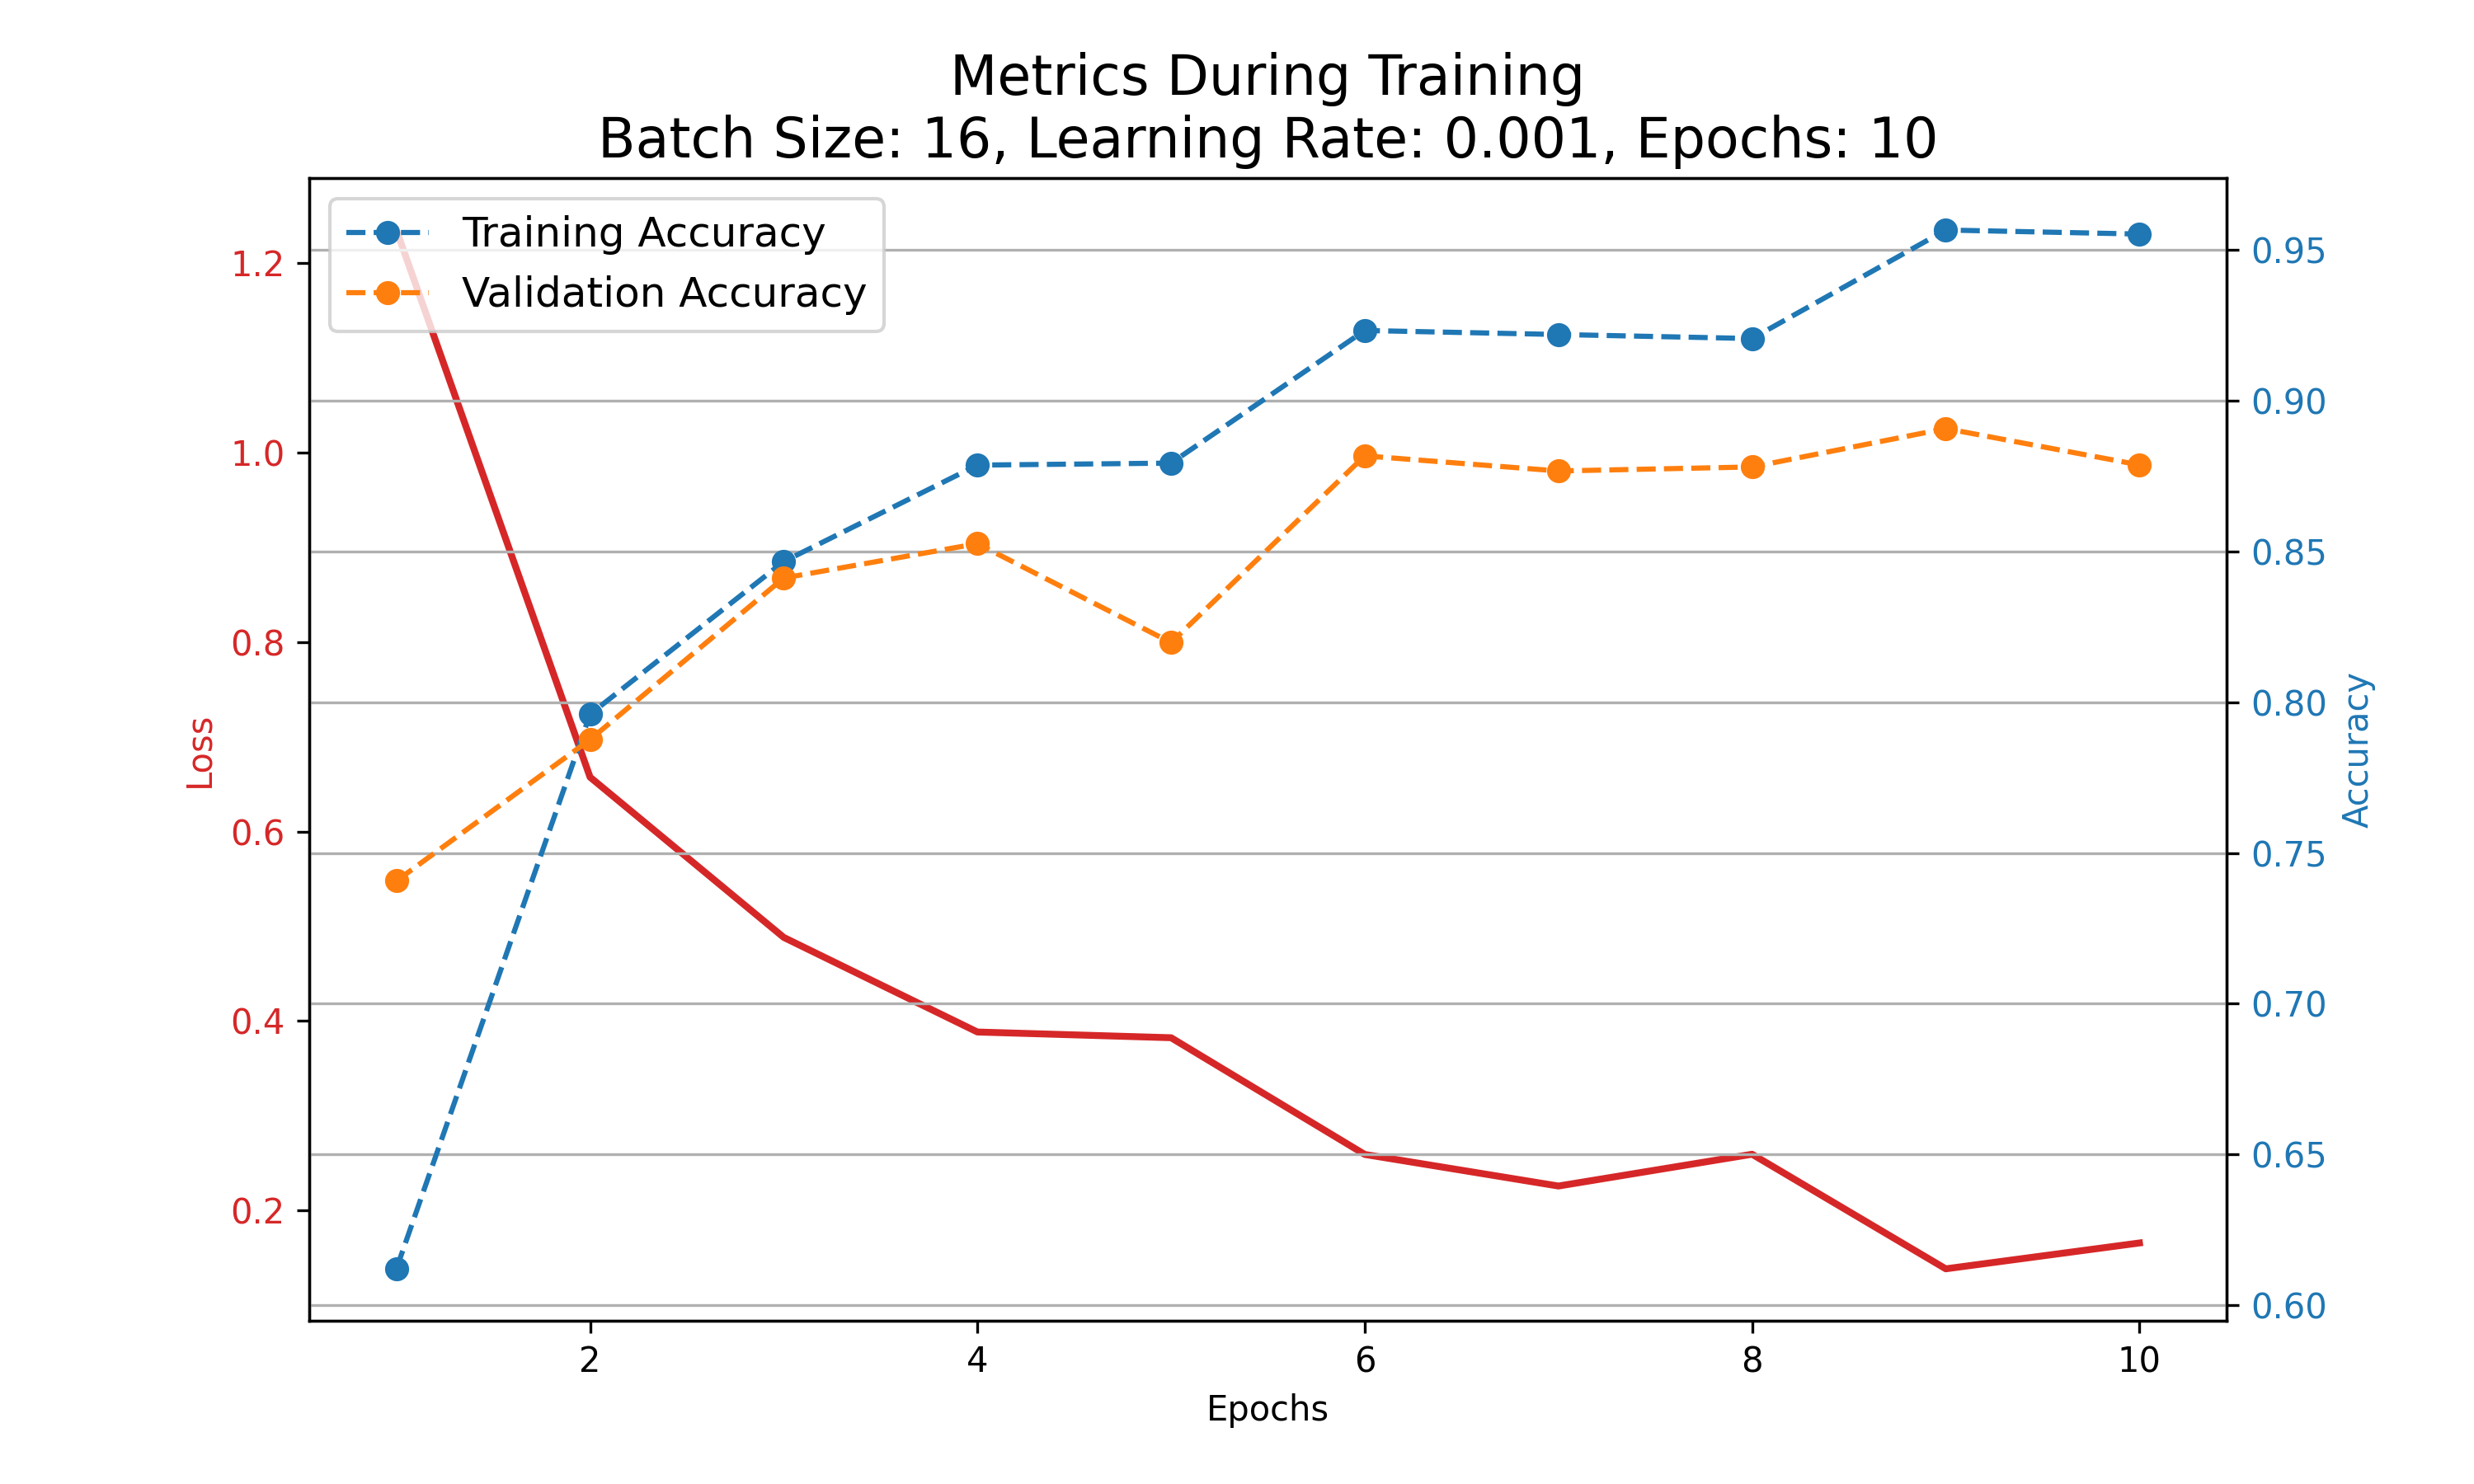 Metrics During Training
Batch Size: 16, Learning Rate: 0.001, Epochs: 10
Training Accuracy
Validation Accuracy
1.2
1.0
0.8
0.6
0.4
0.2
Loss
0.95
0.90
0.85
0.80
0.75
0.70
0.65
0.60
Accuracy
2 4 6 8 10
Epochs